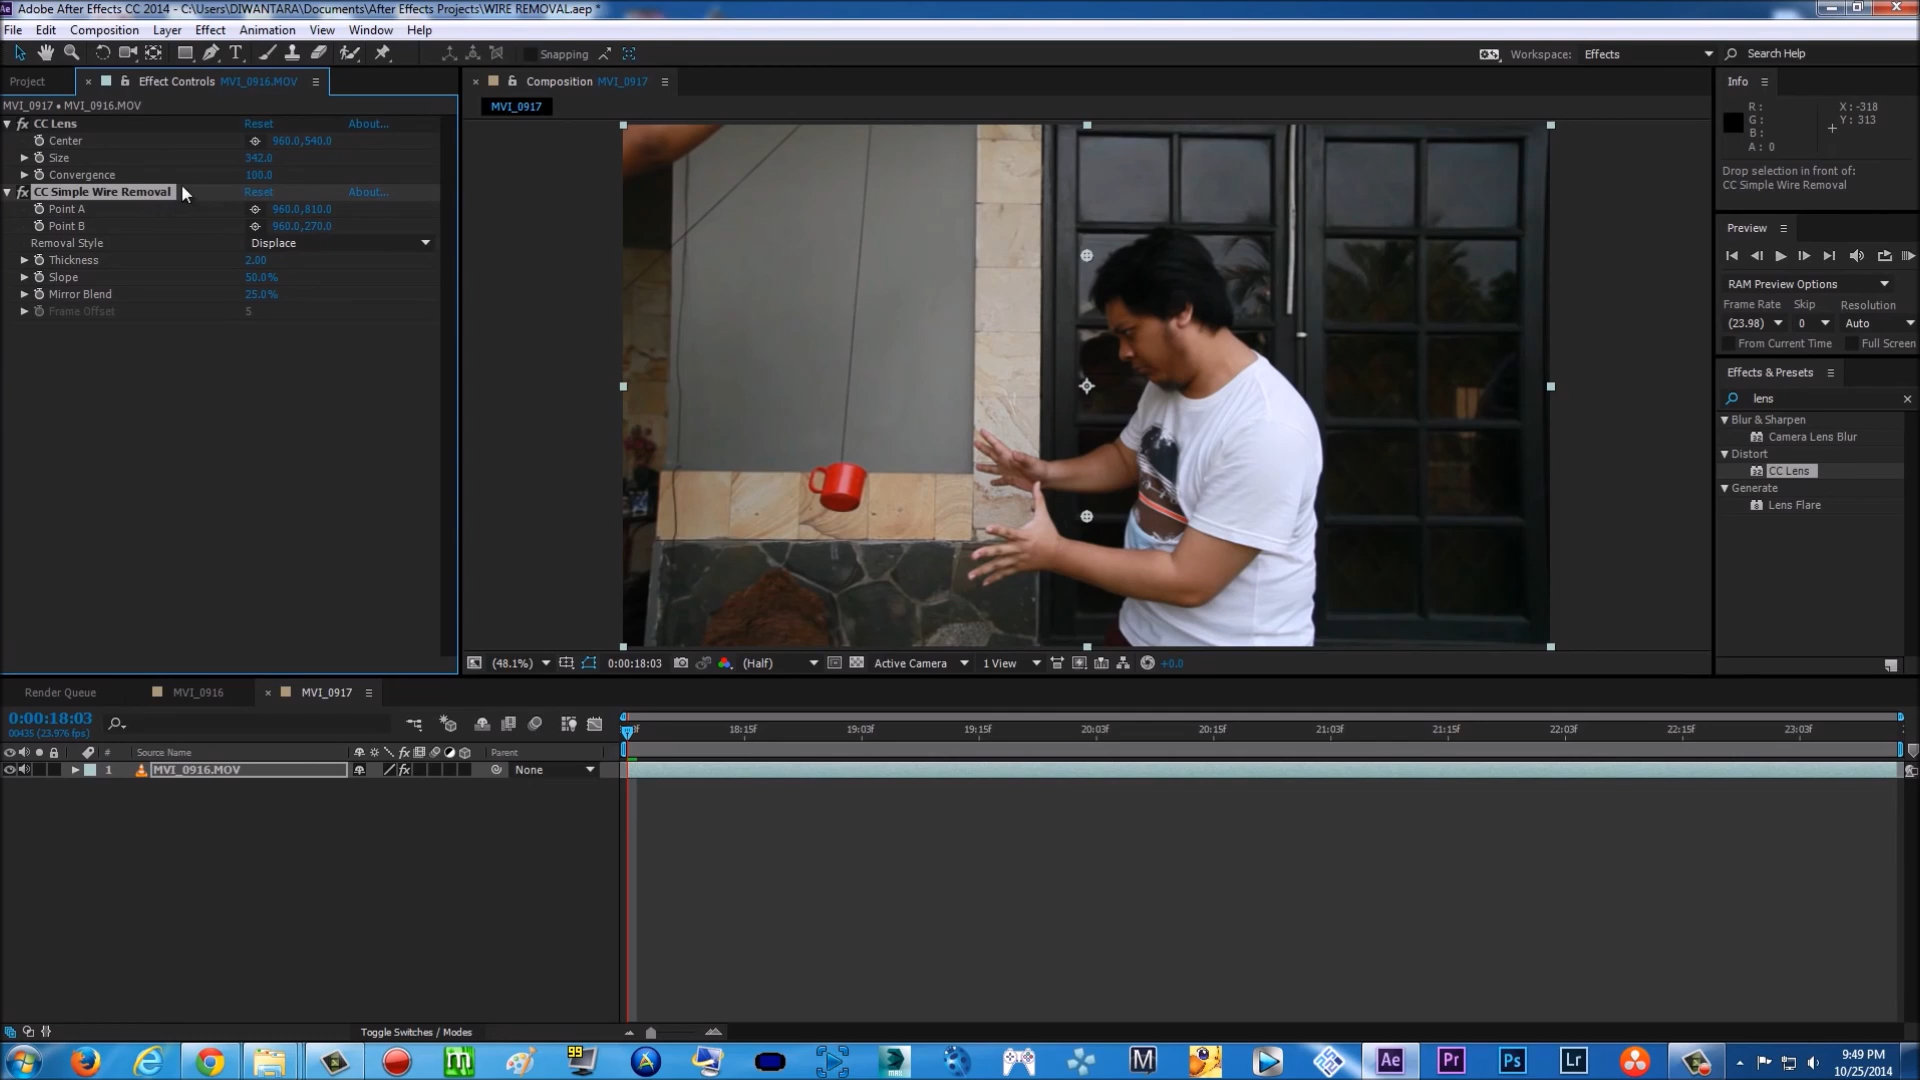 Adobe After Effects CC 2014 - C:\Users\DIWANTARA\Documents\After Effects Projects\WIRE REMOVAL.aep *
File Edit Composition Layer Effect Animation View Window Help
Snapping
Workspace: Effects
Search Help
Project
Effect Controls MVI_0916.MOV
MVI_0917 • MVI_0916.MOV
CC Lens Reset About...
Center 960.0,540.0
Size 342.0
Convergence 100.0
CC Simple Wire Removal Reset About...
Point A 960.0,810.0
Point B 960.0,270.0
Removal Style Displace
Thickness 2.00
Slope 50.0%
Mirror Blend 25.0%
Frame Offset 5
Composition MVI_0917
MVI_0917
(48.1%) 0:00:18:03 (Half) Active Camera 1 View +0.0
Info
R: X: -318
G: Y: 313
B:
A: 0
Drop selection in front of:
CC Simple Wire Removal
Preview
RAM Preview Options
Frame Rate Skip Resolution
(23.98) 0 Auto
From Current Time Full Screen
Effects & Presets
lens
Blur & Sharpen
32 Camera Lens Blur
Distort
32 CC Lens
Generate
8 Lens Flare
Render Queue MVI_0916 MVI_0917
0:00:18:03
00435 (23.976 fps)
# Source Name Parent
1 MVI_0916.MOV None
18:15f 19:03f 19:15f 20:03f 20:15f 21:03f 21:15f 22:03f 22:15f 23:03f
Toggle Switches / Modes
99
MAX
M
Ae
Pr
Ps
Lr
9:49 PM
10/25/2014